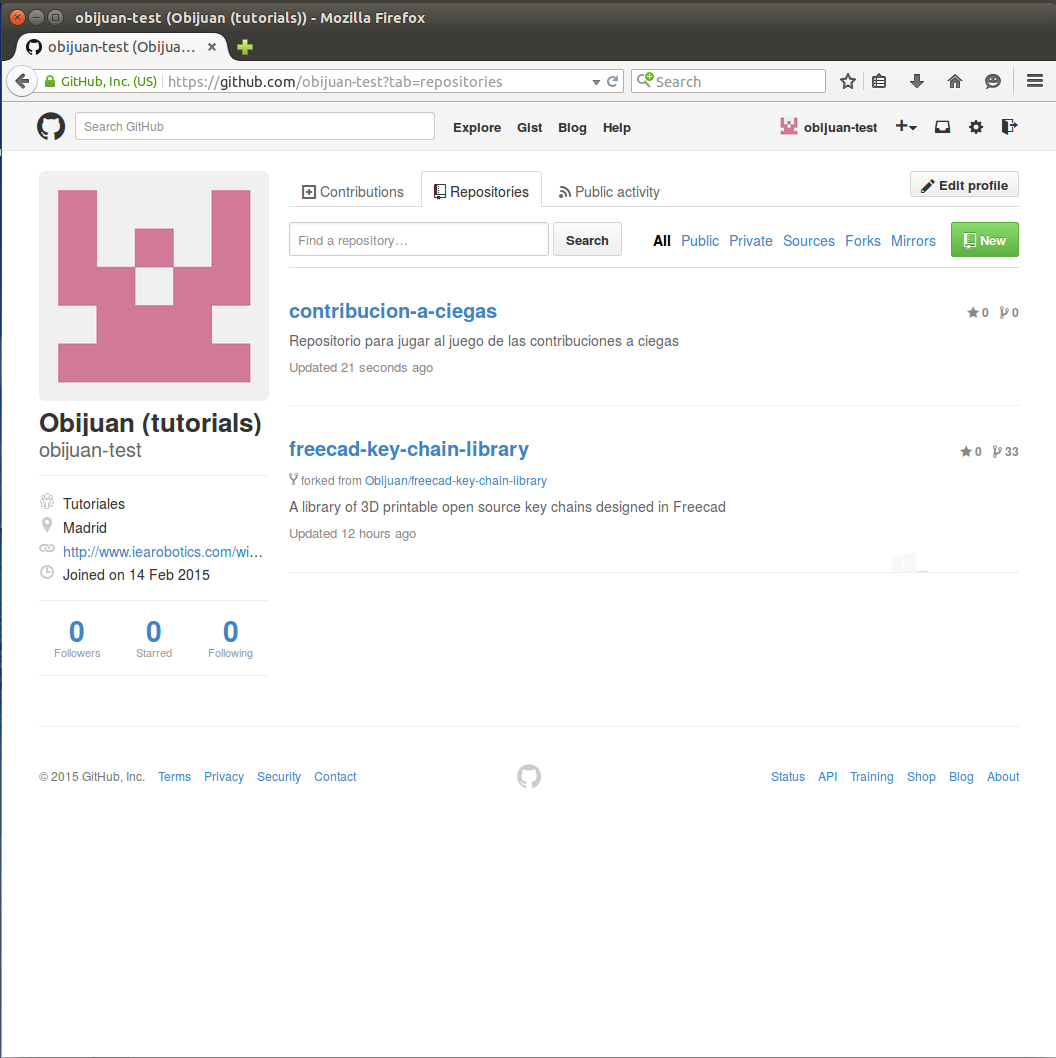 obijuan-test (Obijuan (tutorials)) - Mozilla Firefox
obijuan-test (Obijua...
GitHub, Inc. (US) https://github.com/obijuan-test?tab=repositories Search
Search GitHub Explore Gist Blog Help obijuan-test
Contributions Repositories Public activity Edit profile
Find a repository... Search All Public Private Sources Forks Mirrors New
contribucion-a-ciegas 0 0
Repositorio para jugar al juego de las contribuciones a ciegas
Updated 21 seconds ago
freecad-key-chain-library 0 33
forked from Obijuan/freecad-key-chain-library
A library of 3D printable open source key chains designed in Freecad
Updated 12 hours ago
Obijuan (tutorials)
obijuan-test
Tutoriales
Madrid
http://www.iearobotics.com/wi...
Joined on 14 Feb 2015
0 0 0
Followers Starred Following
© 2015 GitHub, Inc. Terms Privacy Security Contact Status API Training Shop Blog About